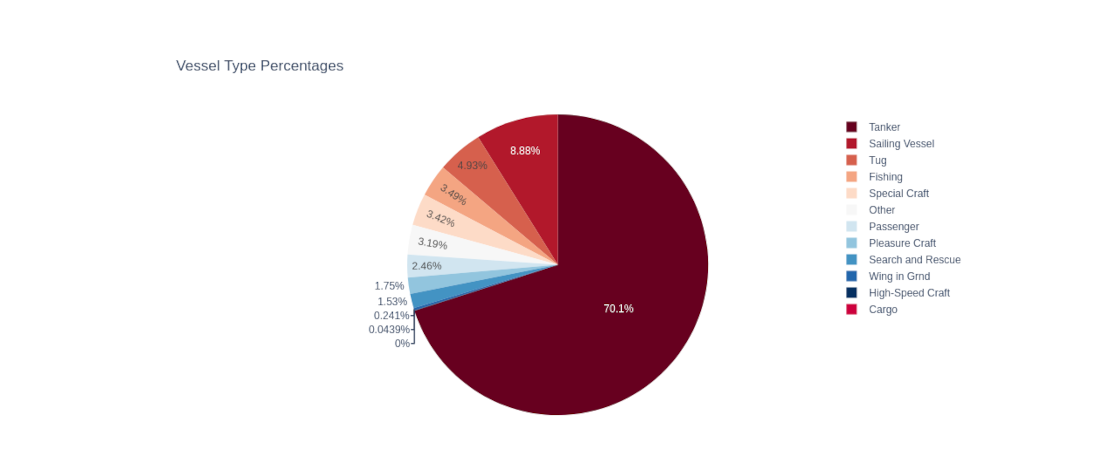 Vessel Type Percentages
70.1%
8.88%
4.93%
3.49%
3.42%
3.19%
2.46%
1.75%
1.53%
0.241%
0.0439%
0%
Tanker
Sailing Vessel
Tug
Fishing
Special Craft
Other
Passenger
Pleasure Craft
Search and Rescue
Wing in Grnd
High-Speed Craft
Cargo